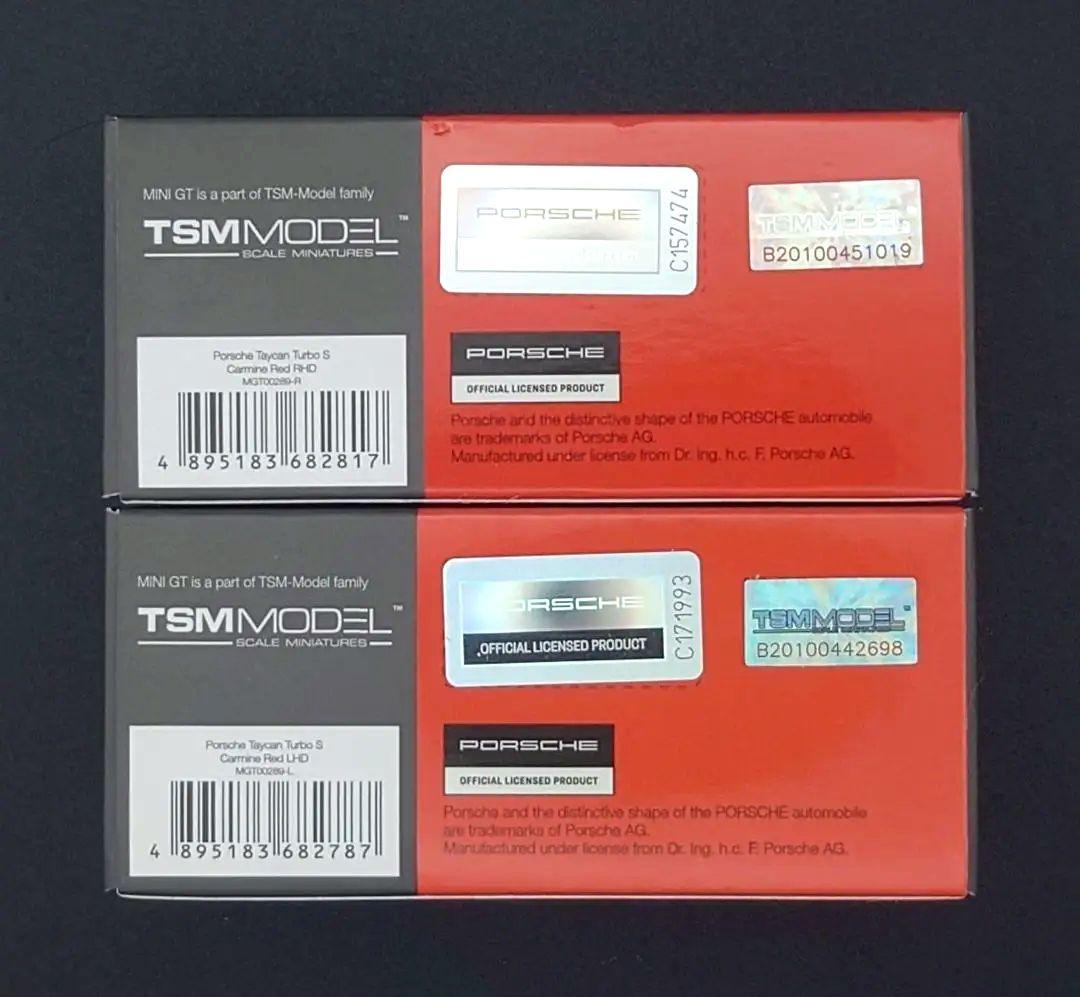 MINI GT is a part of TSM-Model family
TSMMODEL™
SCALE MINIATURES
PORSCHE
C157474
TSMMODEL
B20100451019
Porsche Taycan Turbo S
Carmine Red RHD
MGT00289-R
4 895183 682817
PORSCHE
OFFICIAL LICENSED PRODUCT
Porsche and the distinctive shape of the PORSCHE automobile
are trademarks of Porsche AG.
Manufactured under license from Dr. Ing. h.c. F. Porsche AG.
MINI GT is a part of TSM-Model family
TSMMODEL™
SCALE MINIATURES
PORSCHE
OFFICIAL LICENSED PRODUCT
C171993
TSMMODEL
B20100442698
Porsche Taycan Turbo S
Carmine Red LHD
MGT00289-L
4 895183 682787
PORSCHE
OFFICIAL LICENSED PRODUCT
Porsche and the distinctive shape of the PORSCHE automobile
are trademarks of Porsche AG.
Manufactured under license from Dr. Ing. h.c. F. Porsche AG.